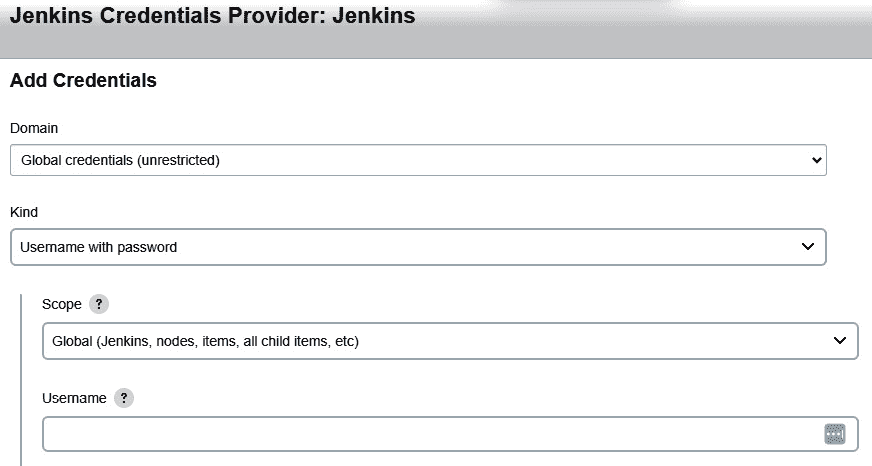 Jenkins Credentials Provider: Jenkins
Add Credentials
Domain
Global credentials (unrestricted)
Kind
Username with password
Scope ?
Global (Jenkins, nodes, items, all child items, etc)
Username ?